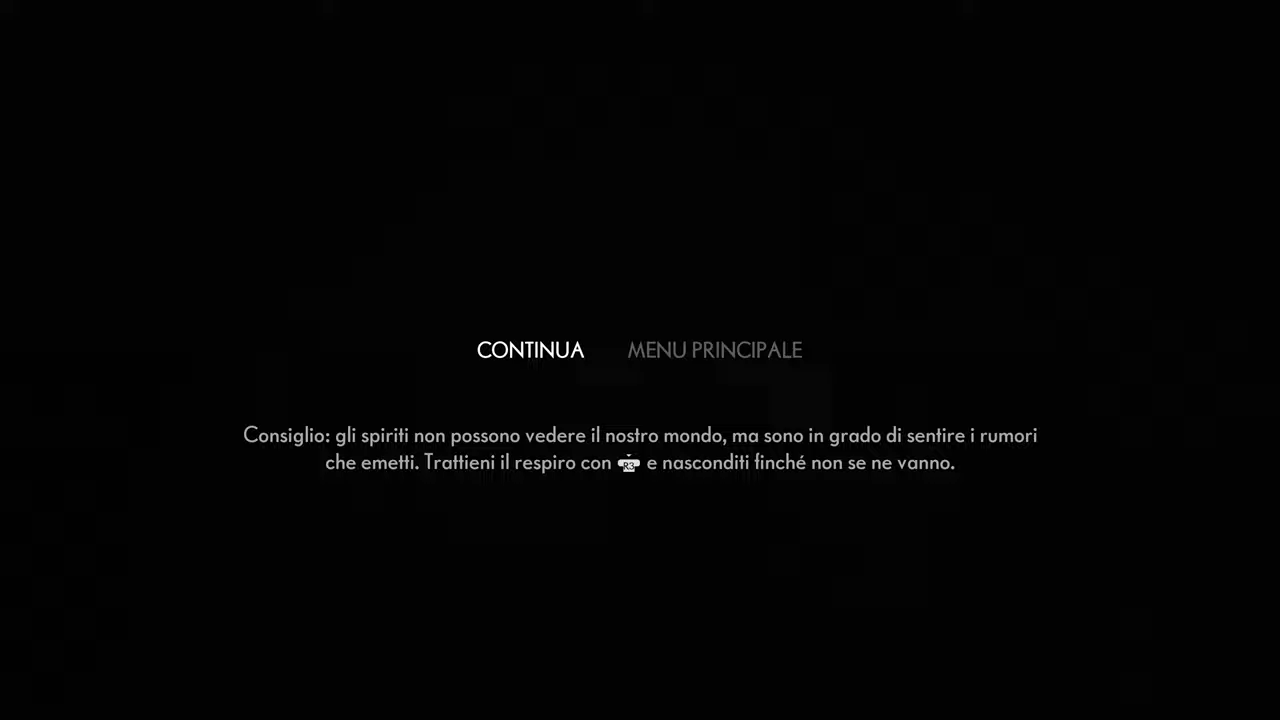 CONTINUA MENU PRINCIPALE
Consiglio: gli spiriti non possono vedere il nostro mondo, ma sono in grado di sentire i rumori
che emetti. Trattieni il respiro con R3 e nasconditi finché non se ne vanno.